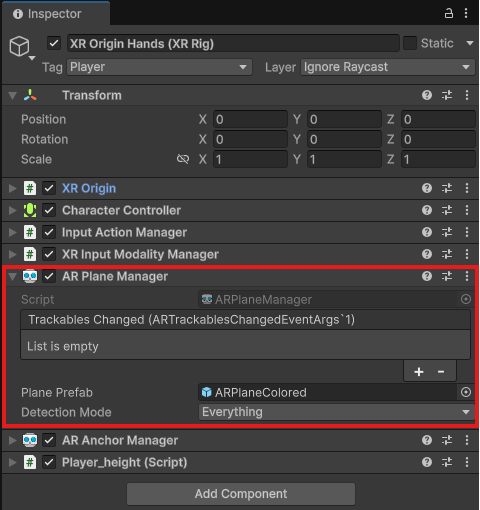 Inspector
XR Origin Hands (XR Rig) Static
Tag Player Layer Ignore Raycast
Transform
Position X 0 Y 0 Z 0
Rotation X 0 Y 0 Z 0
Scale X 1 Y 1 Z 1
XR Origin
Character Controller
Input Action Manager
XR Input Modality Manager
AR Plane Manager
Script ARPlaneManager
Trackables Changed (ARTrackablesChangedEventArgs`1)
List is empty
+ -
Plane Prefab ARPlaneColored
Detection Mode Everything
AR Anchor Manager
Player_height (Script)
Add Component